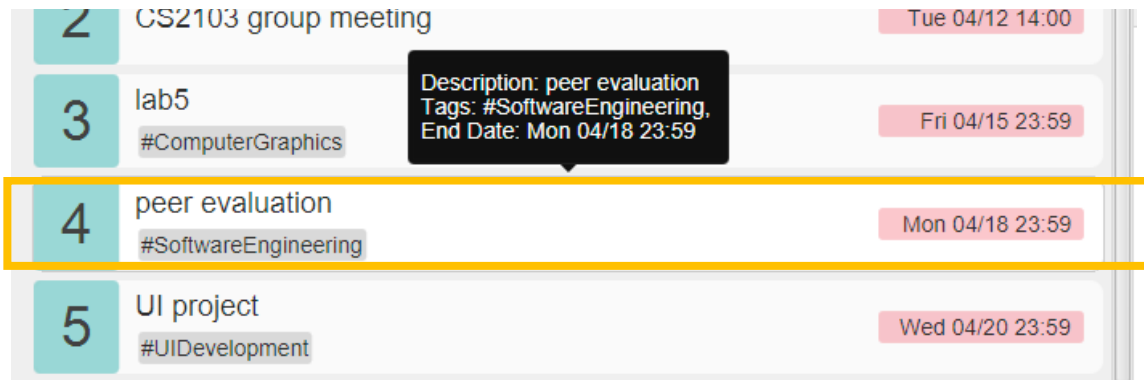 2
CS2103 group meeting
Tue 04/12 14:00
Description: peer evaluation
Tags: #SoftwareEngineering,
End Date: Mon 04/18 23:59
3
lab5
#ComputerGraphics
Fri 04/15 23:59
4
peer evaluation
#SoftwareEngineering
Mon 04/18 23:59
5
UI project
#UIDevelopment
Wed 04/20 23:59